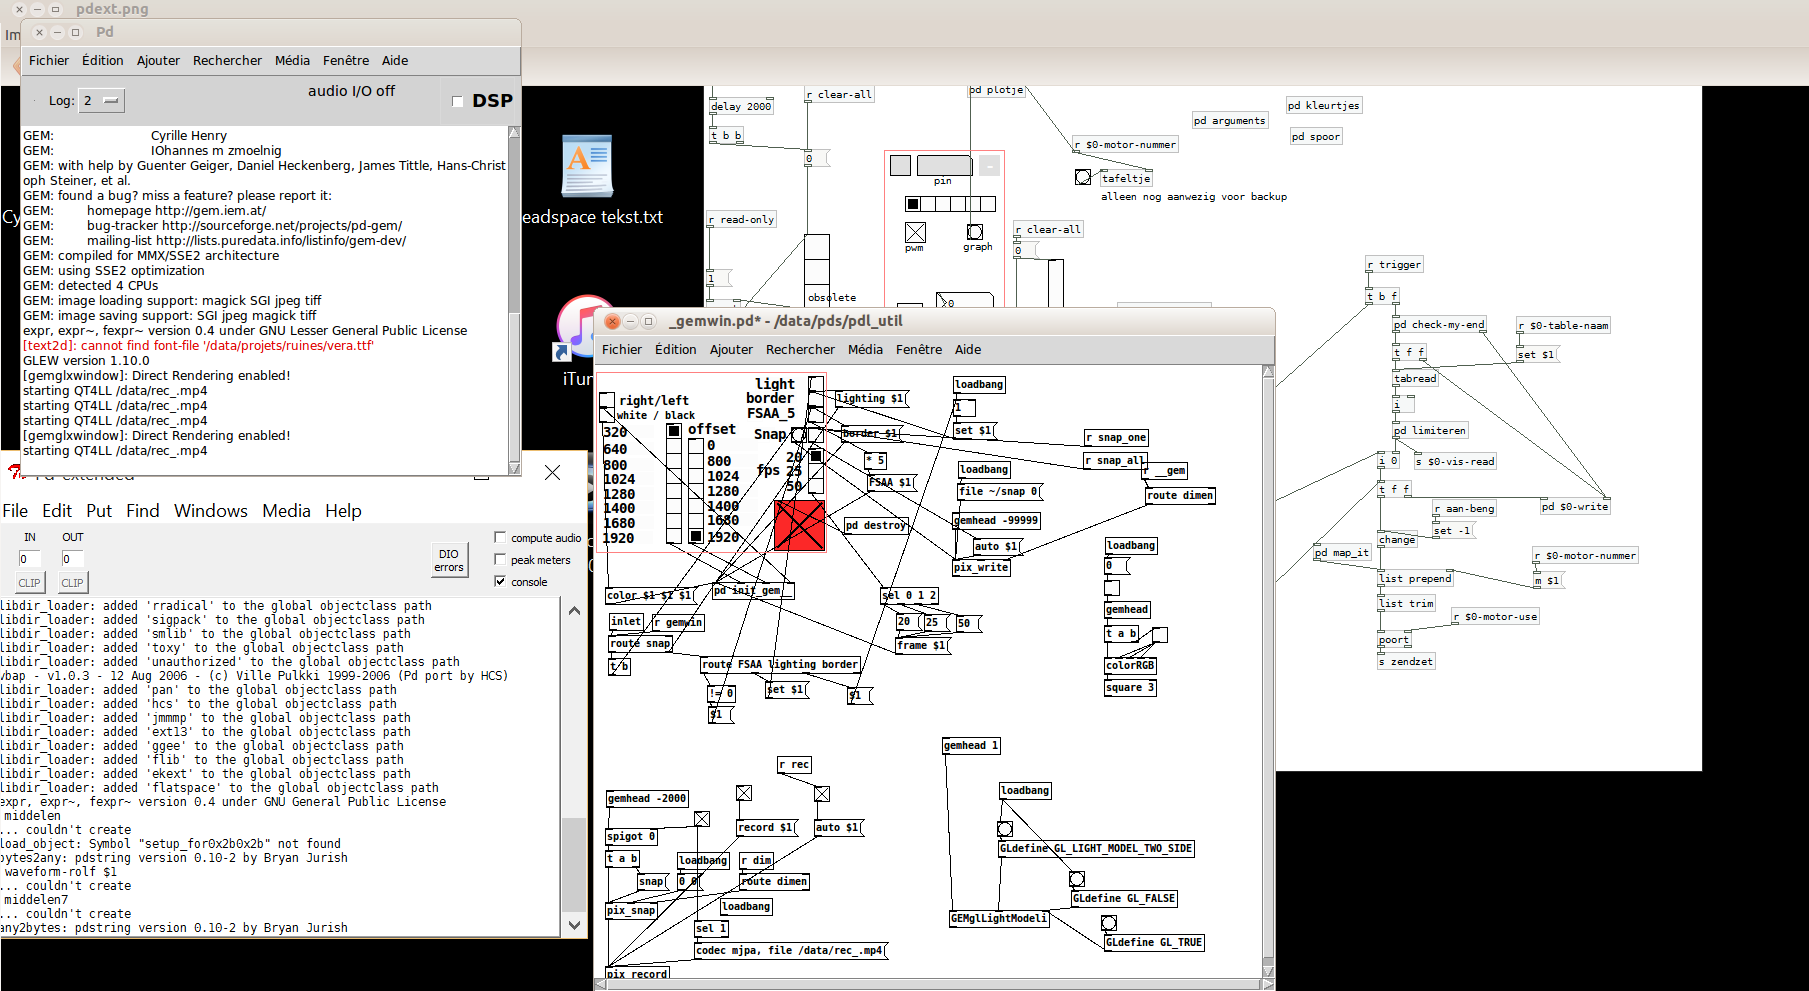 pdext.png
Im
Pd
Fichier Édition Ajouter Rechercher Média Fenêtre Aide
Log: 2
audio I/O off
DSP
GEM: Cyrille Henry
GEM: IOhannes m zmoelnig
GEM: with help by Guenter Geiger, Daniel Heckenberg, James Tittle, Hans-Christ
oph Steiner, et al.
GEM: found a bug? miss a feature? please report it:
GEM: homepage http://gem.iem.at/
GEM: bug-tracker http://sourceforge.net/projects/pd-gem/
GEM: mailing-list http://lists.puredata.info/listinfo/gem-dev/
GEM: compiled for MMX/SSE2 architecture
GEM: using SSE2 optimization
GEM: detected 4 CPUs
GEM: image loading support: magick SGI jpeg tiff
GEM: image saving support: SGI jpeg magick tiff
expr, expr~, fexpr~ version 0.4 under GNU Lesser General Public License
[text2d]: cannot find font-file '/data/projets/ruines/vera.ttf'
GLEW version 1.10.0
[gemglxwindow]: Direct Rendering enabled!
starting QT4LL /data/rec_.mp4
starting QT4LL /data/rec_.mp4
starting QT4LL /data/rec_.mp4
[gemglxwindow]: Direct Rendering enabled!
starting QT4LL /data/rec_.mp4
Cy
eadspace tekst.txt
iTun
File Edit Put Find Windows Media Help
IN OUT
0 0
CLIP CLIP
DIO
errors
compute audio
peak meters
console
libdir_loader: added 'rradical' to the global objectclass path
libdir_loader: added 'sigpack' to the global objectclass path
libdir_loader: added 'smlib' to the global objectclass path
libdir_loader: added 'toxy' to the global objectclass path
libdir_loader: added 'unauthorized' to the global objectclass path
vbap - v1.0.3 - 12 Aug 2006 - (c) Ville Pulkki 1999-2006 (Pd port by HCS)
libdir_loader: added 'pan' to the global objectclass path
libdir_loader: added 'hcs' to the global objectclass path
libdir_loader: added 'jmmmp' to the global objectclass path
libdir_loader: added 'ext13' to the global objectclass path
libdir_loader: added 'ggee' to the global objectclass path
libdir_loader: added 'flib' to the global objectclass path
libdir_loader: added 'ekext' to the global objectclass path
libdir_loader: added 'flatspace' to the global objectclass path
expr, expr~, fexpr~ version 0.4 under GNU General Public License
middelen
... couldn't create
load_object: Symbol "setup_for0x2b0x2b" not found
bytes2any: pdstring version 0.10-2 by Bryan Jurish
waveform-rolf $1
... couldn't create
middelen7
... couldn't create
any2bytes: pdstring version 0.10-2 by Bryan Jurish
delay 2000
t b b
r clear-all
0
pd plotje
r $0-motor-nummer
tafeltje
alleen nog aanwezig voor backup
pd arguments
pd kleurtjes
pd spoor
pin
pwm
graph
r read-only
1
obsolete
r clear-all
0
0
r trigger
t b f
pd check-my-end
r $0-table-naam
set $1
t f f
tabread
i
pd limiteren
i 0
s $0-vis-read
t f f
pd $0-write
r aan-beng
set -1
change
pd map_it
r $0-motor-nummer
m $1
list prepend
list trim
r $0-motor-use
poort
s zendzet
_gemwin.pd* - /data/pds/pdl_util
Fichier Édition Ajouter Rechercher Média Fenêtre Aide
right/left
white / black
320
640
800
1024
1280
1400
1680
1920
offset
0
800
1024
1280
1400
1680
1920
light
border
FSAA_5
Snap
fps
20
25
50
lighting $1
border $1
* 5
FSAA $1
pd destroy
loadbang
1
set $1
loadbang
file ~/snap 0
gemhead -99999
auto $1
pix_write
r snap_one
r snap_all
r __gem
route dimen
color $1 $1 $1
pd init_gem
inlet
r gemwin
route snap
t b
route FSAA lighting border
!= 0
set $1
$1
$1
sel 0 1 2
20 25 50
frame $1
loadbang
0
gemhead
t a b
colorRGB
square 3
r rec
gemhead -2000
spigot 0
t a b
record $1
auto $1
loadbang
r dim
snap
0 0
route dimen
pix_snap
loadbang
sel 1
codec mjpa, file /data/rec_.mp4
pix_record
gemhead 1
loadbang
GLdefine GL_LIGHT_MODEL_TWO_SIDE
GLdefine GL_FALSE
GEMglLightModeli
GLdefine GL_TRUE